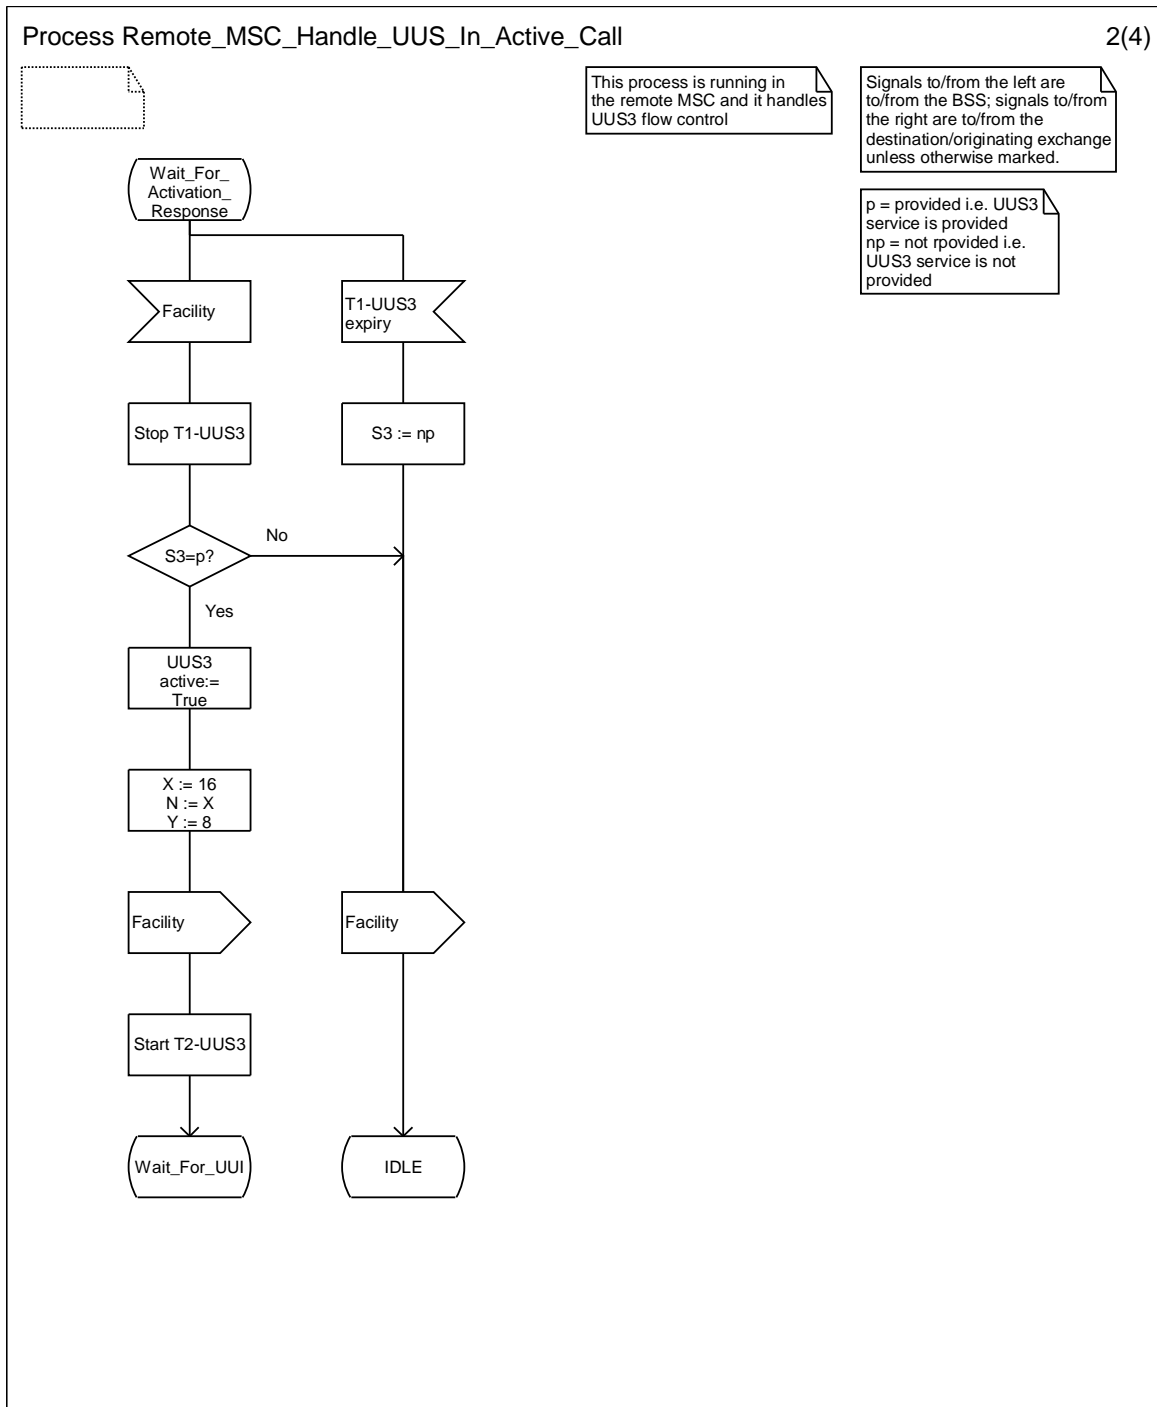 Process Remote_MSC_Handle_UUS_In_Active_Call
2(4)
This process is running in
the remote MSC and it handles
UUS3 flow control
Signals to/from the left are
to/from the BSS; signals to/from
the right are to/from the
destination/originating exchange
unless otherwise marked.
p = provided i.e. UUS3
service is provided
np = not rpovided i.e.
UUS3 service is not
provided
Wait_For_
Activation_
Response
Facility
T1-UUS3
expiry
Stop T1-UUS3
S3 := np
S3=p?
No
Yes
UUS3
active:=
True
X := 16
N := X
Y := 8
Facility
Facility
Start T2-UUS3
Wait_For_UUI
IDLE